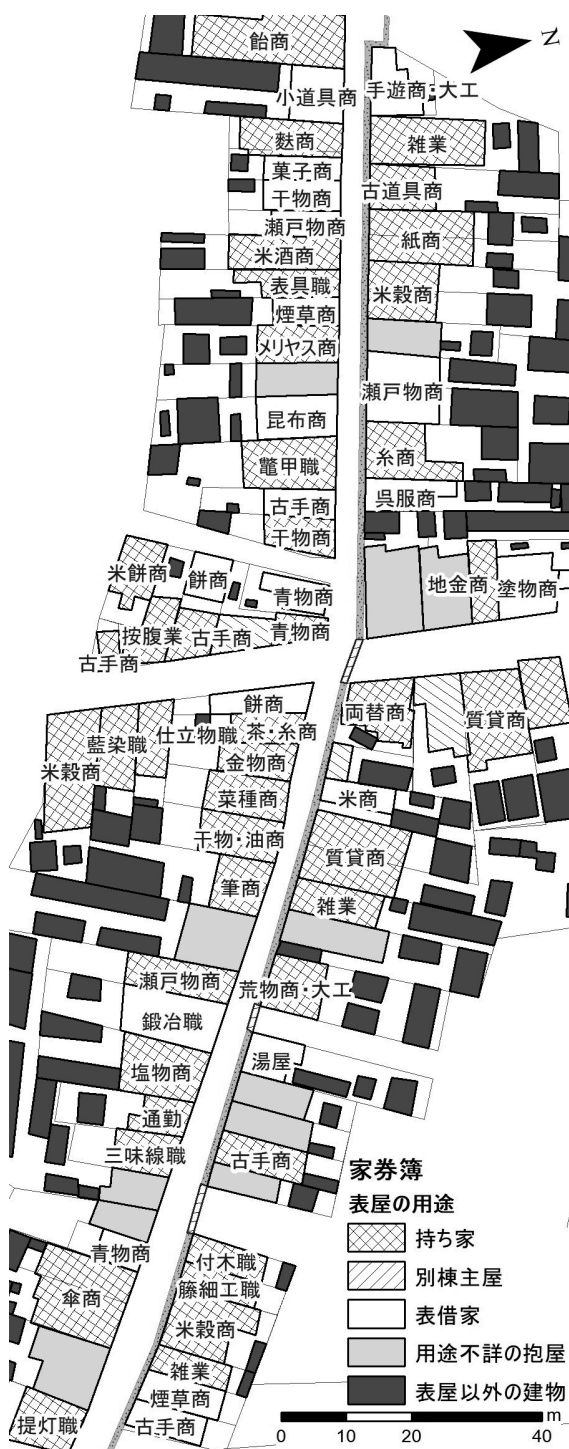 飴商
N
小道具商
手遊商・大工
麩商
雑業
菓子商
古道具商
干物商
瀬戸物商
紙商
米酒商
表具職
米穀商
煙草商
メリヤス商
瀬戸物商
昆布商
糸商
鼈甲職
呉服商
古手商
干物商
米餅商
餅商
青物商
地金商
塗物商
按腹業
古手商
青物商
古手商
餅商
両替商
質貸商
藍染職
仕立物職
茶・糸商
米穀商
金物商
菜種商
米商
干物・油商
質貸商
筆商
雑業
瀬戸物商
荒物商・大工
鍛冶職
湯屋
塩物商
通勤
三味線職
古手商
青物商
付木職
籐細工職
傘商
米穀商
雑業
煙草商
提灯職
古手商
家券簿
表屋の用途
持ち家
別棟主屋
表借家
用途不詳の抱屋
表屋以外の建物
m
0 10 20 40